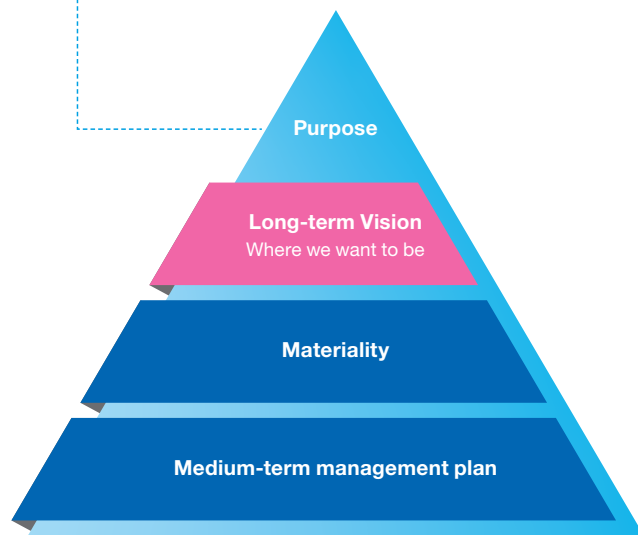 Purpose
Long-term Vision
Where we want to be
Materiality
Medium-term management plan